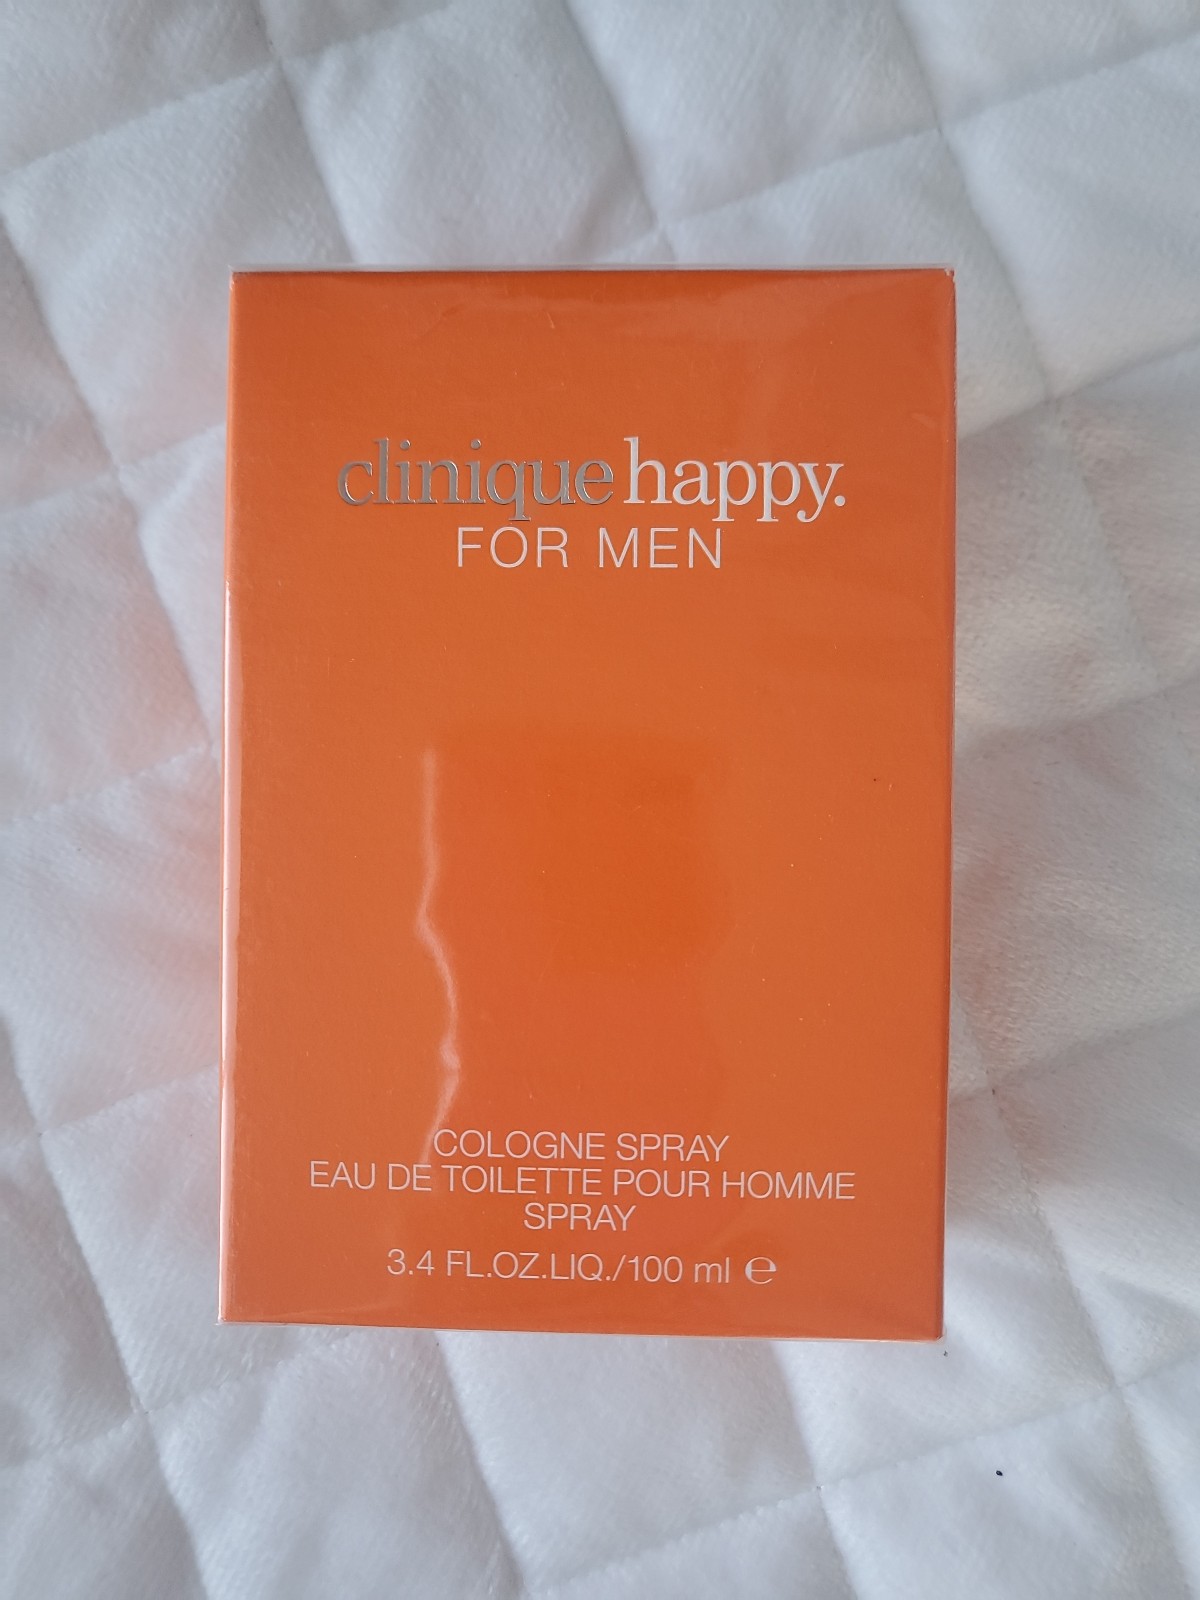 clinique happy.
FOR MEN
COLOGNE SPRAY
EAU DE TOILETTE POUR HOMME
SPRAY
3.4 FL.OZ.LIQ./100 ml ℮